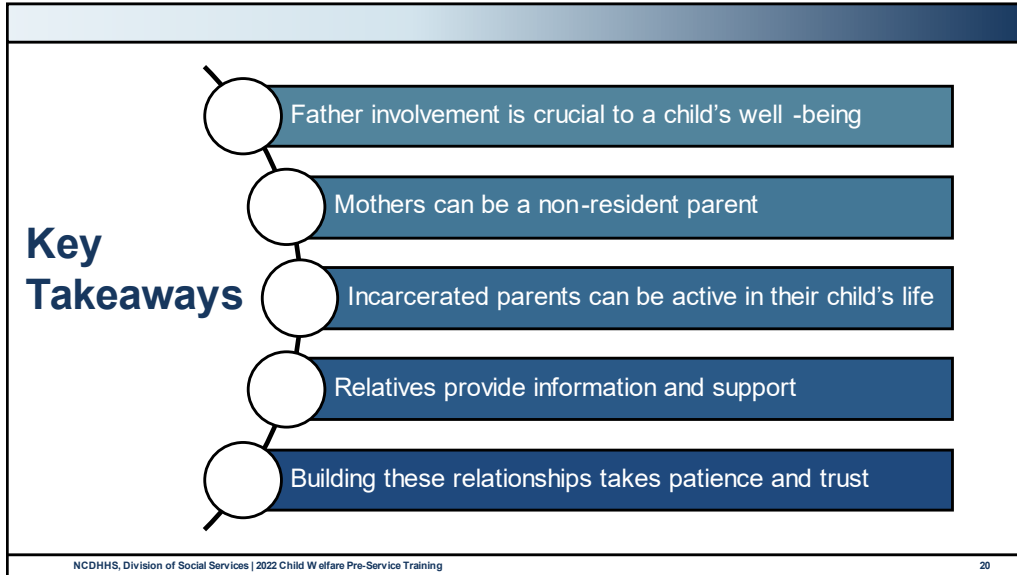 Key
Takeaways
Father involvement is crucial to a child's well -being
Mothers can be a non-resident parent
Incarcerated parents can be active in their child's life
Relatives provide information and support
Building these relationships takes patience and trust
NCDHHS, Division of Social Services | 2022 Child Welfare Pre-Service Training
20